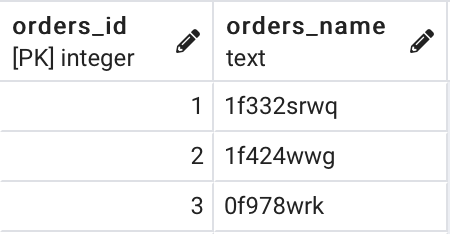 orders_id orders_name
[PK] integer text
1 1f332srwq
2 1f424wwg
3 0f978wrk